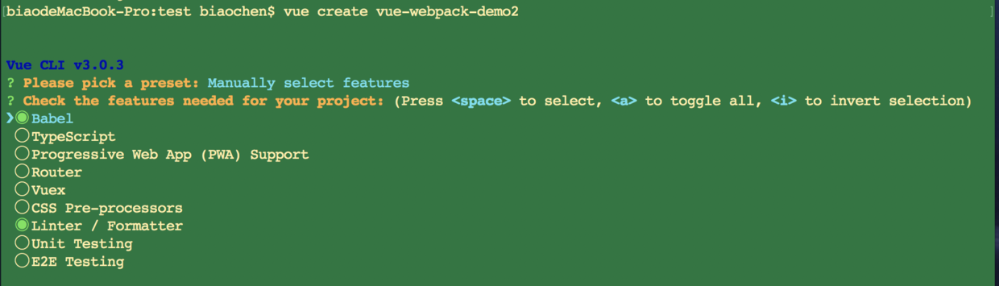 [biaodeMacBook-Pro:test biaochen$ vue create vue-webpack-demo2 ]
Vue CLI v3.0.3
? Please pick a preset: Manually select features
? Check the features needed for your project: (Press <space> to select, <a> to toggle all, <i> to invert selection)
❯◉Babel
◯TypeScript
◯Progressive Web App (PWA) Support
◯Router
◯Vuex
◯CSS Pre-processors
◉Linter / Formatter
◯Unit Testing
◯E2E Testing